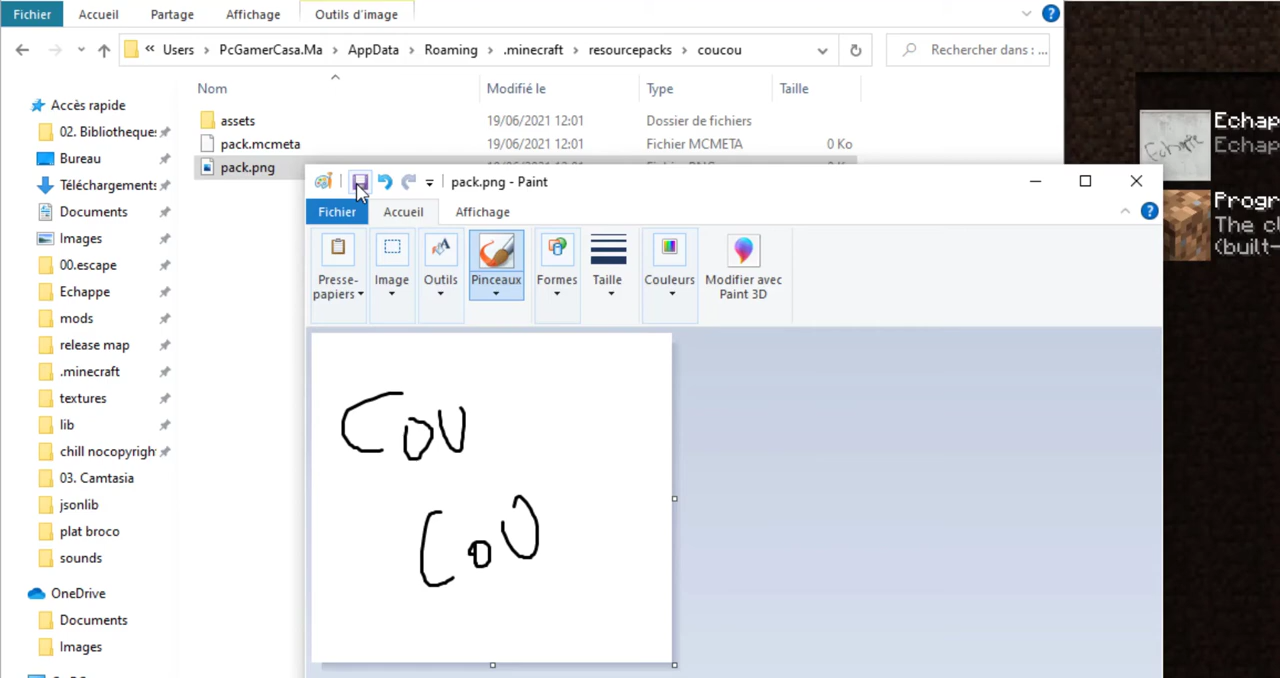 Fichier Accueil Partage Affichage Outils d'image
« Users › PcGamerCasa.Ma › AppData › Roaming › .minecraft › resourcepacks › coucou
Rechercher dans : ...
Nom Modifié le Type Taille
assets 19/06/2021 12:01 Dossier de fichiers
pack.mcmeta 19/06/2021 12:01 Fichier MCMETA 0 Ko
pack.png
Accès rapide
02. Bibliotheque
Bureau
Téléchargements
Documents
Images
00.escape
Echappe
mods
release map
.minecraft
textures
lib
chill nocopyrigh
03. Camtasia
jsonlib
plat broco
sounds
OneDrive
Documents
Images
pack.png - Paint
Fichier Accueil Affichage
Presse-
papiers
Image
Outils
Pinceaux
Formes
Taille
Couleurs
Modifier avec
Paint 3D
Cou
Cou
Echappe
Echap
Echap
Progr
The cl
(built-